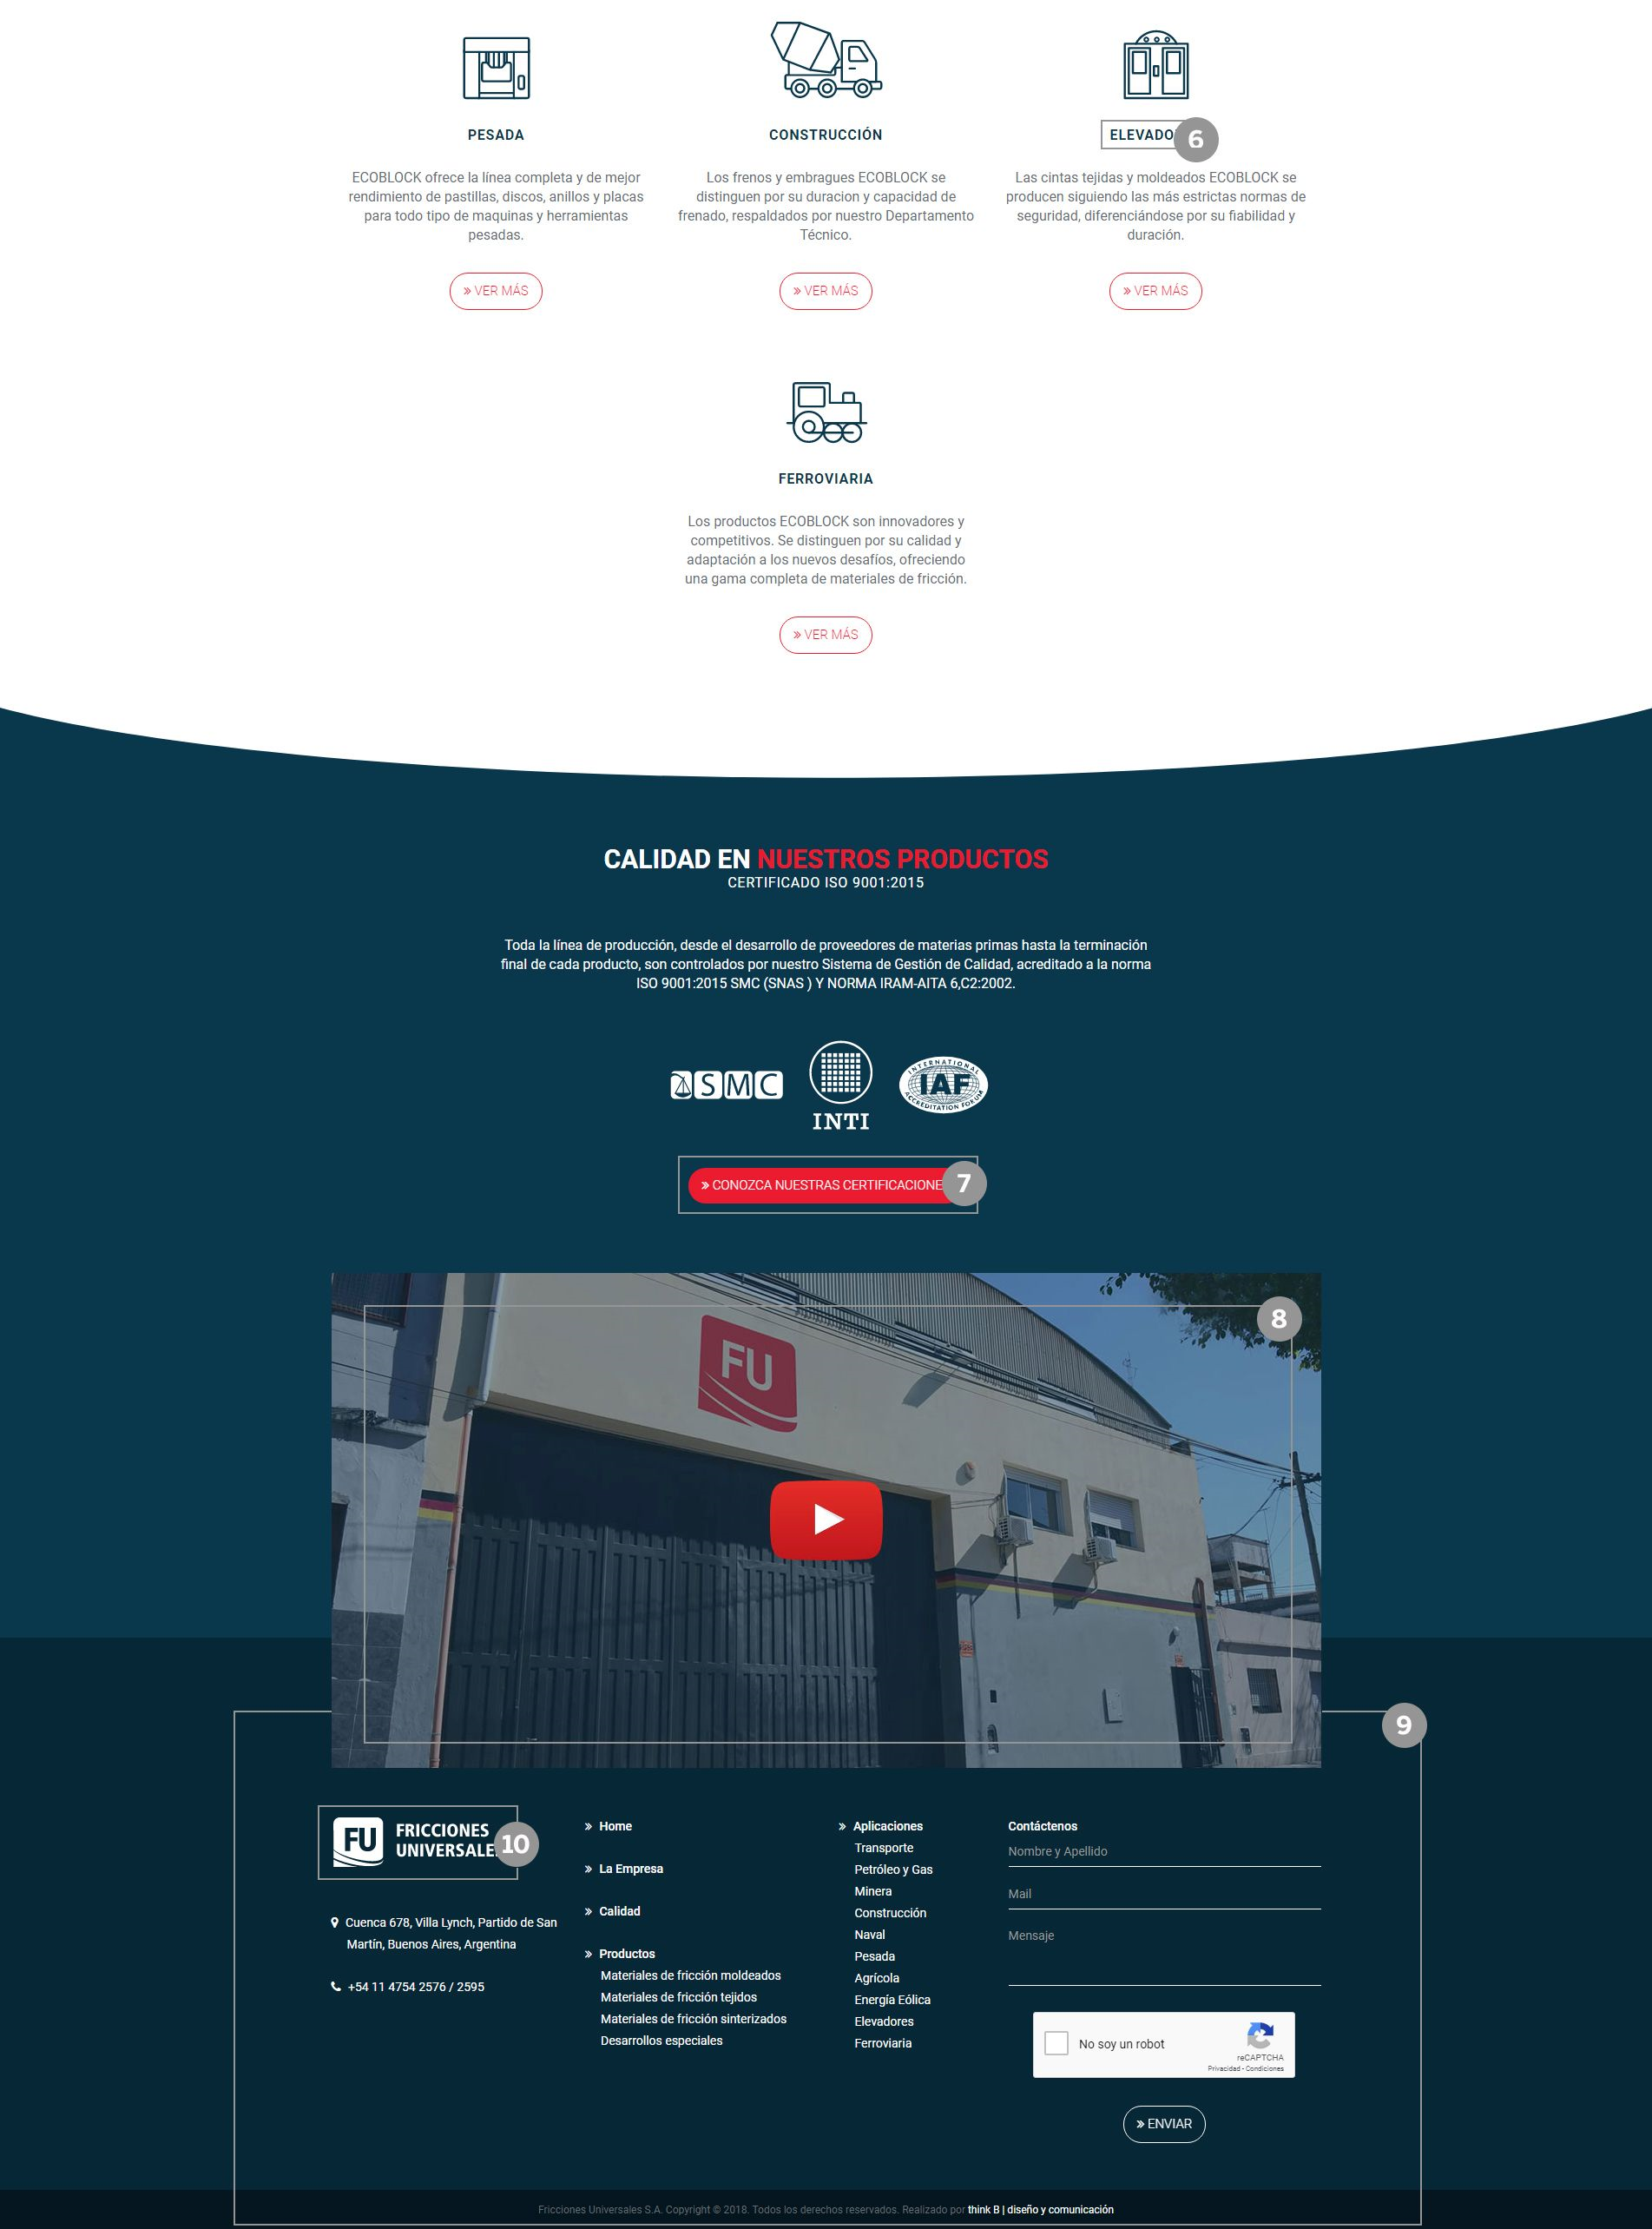 PESADA
ECOBLOCK ofrece la línea completa y de mejor
rendimiento de pastillas, discos, anillos y placas
para todo tipo de maquinas y herramientas
pesadas.
» VER MÁS
CONSTRUCCIÓN
Los frenos y embragues ECOBLOCK se
distinguen por su duracion y capacidad de
frenado, respaldados por nuestro Departamento
Técnico.
» VER MÁS
ELEVADO
6
Las cintas tejidas y moldeados ECOBLOCK se
producen siguiendo las más estrictas normas de
seguridad, diferenciándose por su fiabilidad y
duración.
» VER MÁS
FERROVIARIA
Los productos ECOBLOCK son innovadores y
competitivos. Se distinguen por su calidad y
adaptación a los nuevos desafíos, ofreciendo
una gama completa de materiales de fricción.
» VER MÁS
CALIDAD EN NUESTROS PRODUCTOS
CERTIFICADO ISO 9001:2015
Toda la línea de producción, desde el desarrollo de proveedores de materias primas hasta la terminación
final de cada producto, son controlados por nuestro Sistema de Gestión de Calidad, acreditado a la norma
ISO 9001:2015 SMC (SNAS ) Y NORMA IRAM-AITA 6,C2:2002.
SMC
INTI
INTERNATIONAL
IAF
ACCREDITATION FORUM
» CONOZCA NUESTRAS CERTIFICACIONE
7
8
FU
9
FU FRICCIONES
UNIVERSALE
10
Cuenca 678, Villa Lynch, Partido de San
Martín, Buenos Aires, Argentina
+54 11 4754 2576 / 2595
» Home
» La Empresa
» Calidad
» Productos
Materiales de fricción moldeados
Materiales de fricción tejidos
Materiales de fricción sinterizados
Desarrollos especiales
» Aplicaciones
Transporte
Petróleo y Gas
Minera
Construcción
Naval
Pesada
Agrícola
Energía Eólica
Elevadores
Ferroviaria
Contáctenos
Nombre y Apellido
Mail
Mensaje
No soy un robot
reCAPTCHA
Privacidad - Condiciones
» ENVIAR
Fricciones Universales S.A. Copyright © 2018. Todos los derechos reservados. Realizado por think B | diseño y comunicación